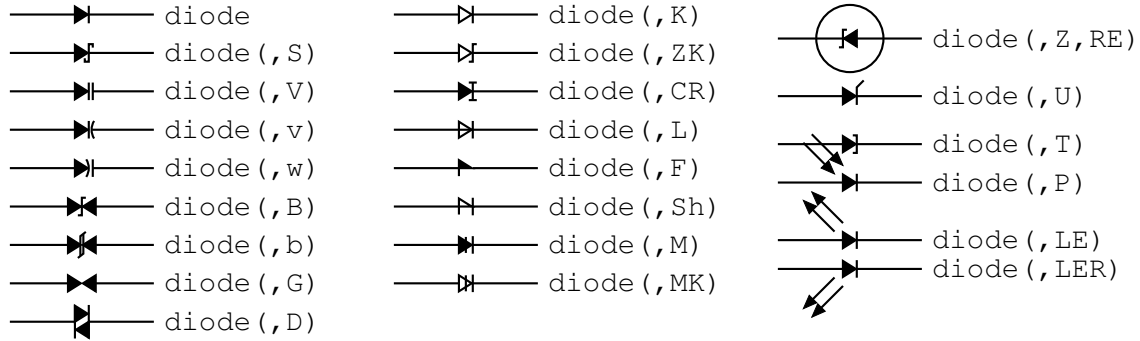 diode
diode(,S)
diode(,V)
diode(,v)
diode(,w)
diode(,B)
diode(,b)
diode(,G)
diode(,D)
diode(,K)
diode(,ZK)
diode(,CR)
diode(,L)
diode(,F)
diode(,Sh)
diode(,M)
diode(,MK)
diode(,Z,RE)
diode(,U)
diode(,T)
diode(,P)
diode(,LE)
diode(,LER)